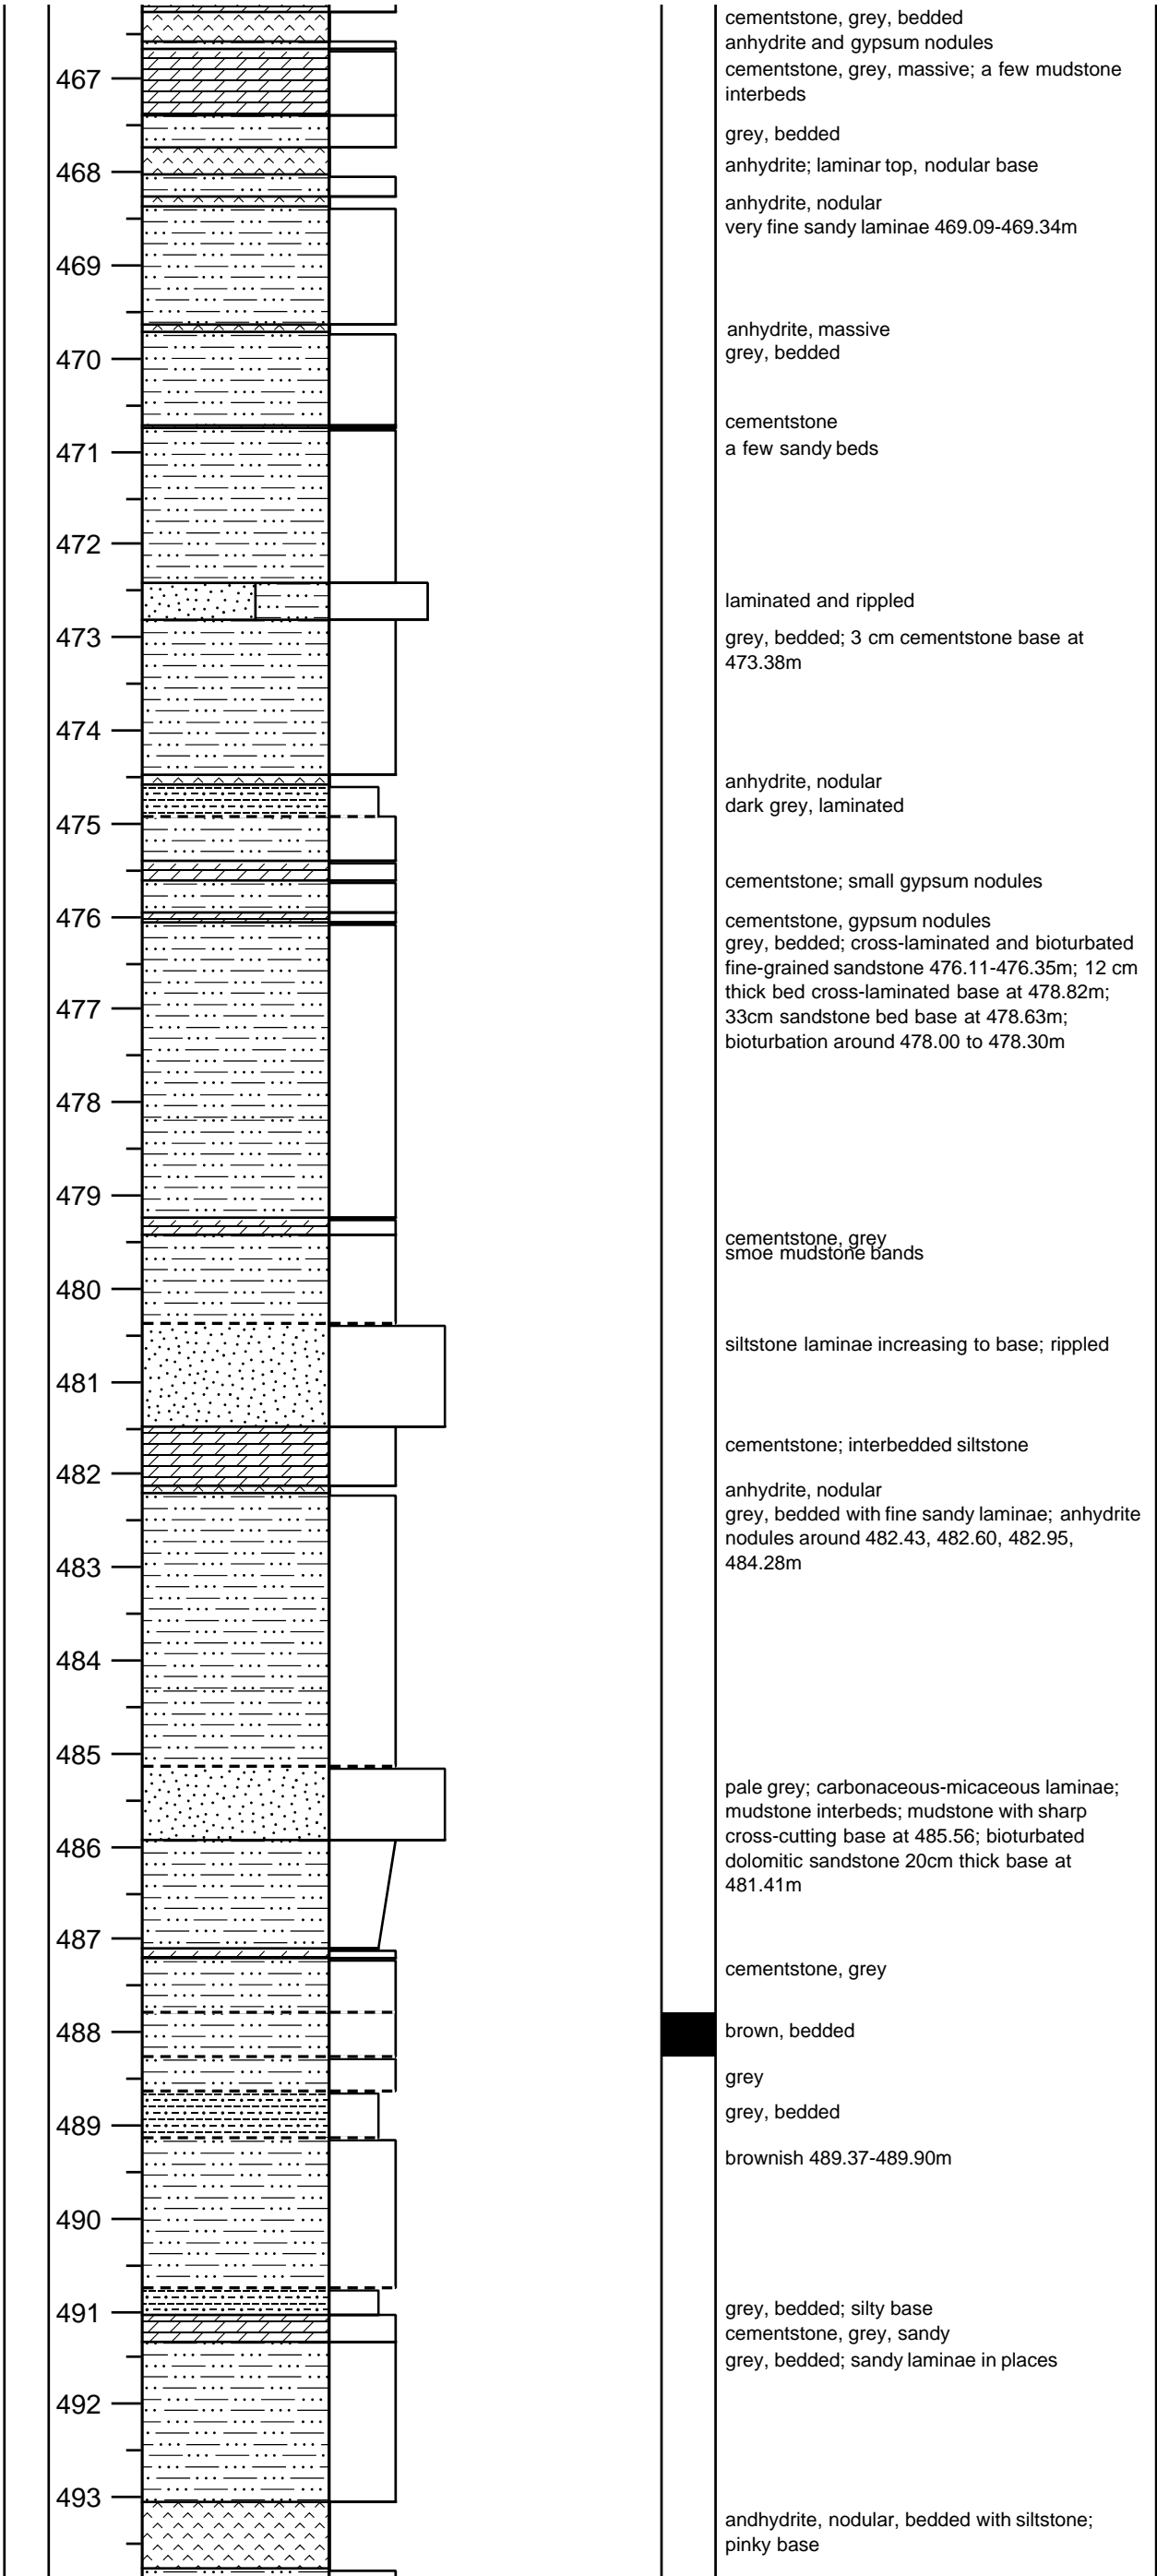 cementstone, grey, bedded
anhydrite and gypsum nodules
467
cementstone, grey, massive; a few mudstone
interbeds
grey, bedded
468
anhydrite; laminar top, nodular base
anhydrite, nodular
very fine sandy laminae 469.09-469.34m
469
anhydrite, massive
470
grey, bedded
cementstone
471
a few sandy beds
472
laminated and rippled
473
grey, bedded; 3 cm cementstone base at
473.38m
474
anhydrite, nodular
dark grey, laminated
475
cementstone; small gypsum nodules
476
cementstone, gypsum nodules
grey, bedded; cross-laminated and bioturbated
fine-grained sandstone 476.11-476.35m; 12 cm
thick bed cross-laminated base at 478.82m;
477
33cm sandstone bed base at 478.63m;
bioturbation around 478.00 to 478.30m
478
479
cementstone, grey
smoe mudstone bands
480
siltstone laminae increasing to base; rippled
481
cementstone; interbedded siltstone
482
anhydrite, nodular
grey, bedded with fine sandy laminae; anhydrite
nodules around 482.43, 482.60, 482.95,
484.28m
483
484
485
pale grey; carbonaceous-micaceous laminae;
mudstone interbeds; mudstone with sharp
cross-cutting base at 485.56; bioturbated
486
dolomitic sandstone 20cm thick base at
481.41m
487
cementstone, grey
488
brown, bedded
grey
489
grey, bedded
brownish 489.37-489.90m
490
491
grey, bedded; silty base
cementstone, grey, sandy
grey, bedded; sandy laminae in places
492
493
andhydrite, nodular, bedded with siltstone;
pinky base